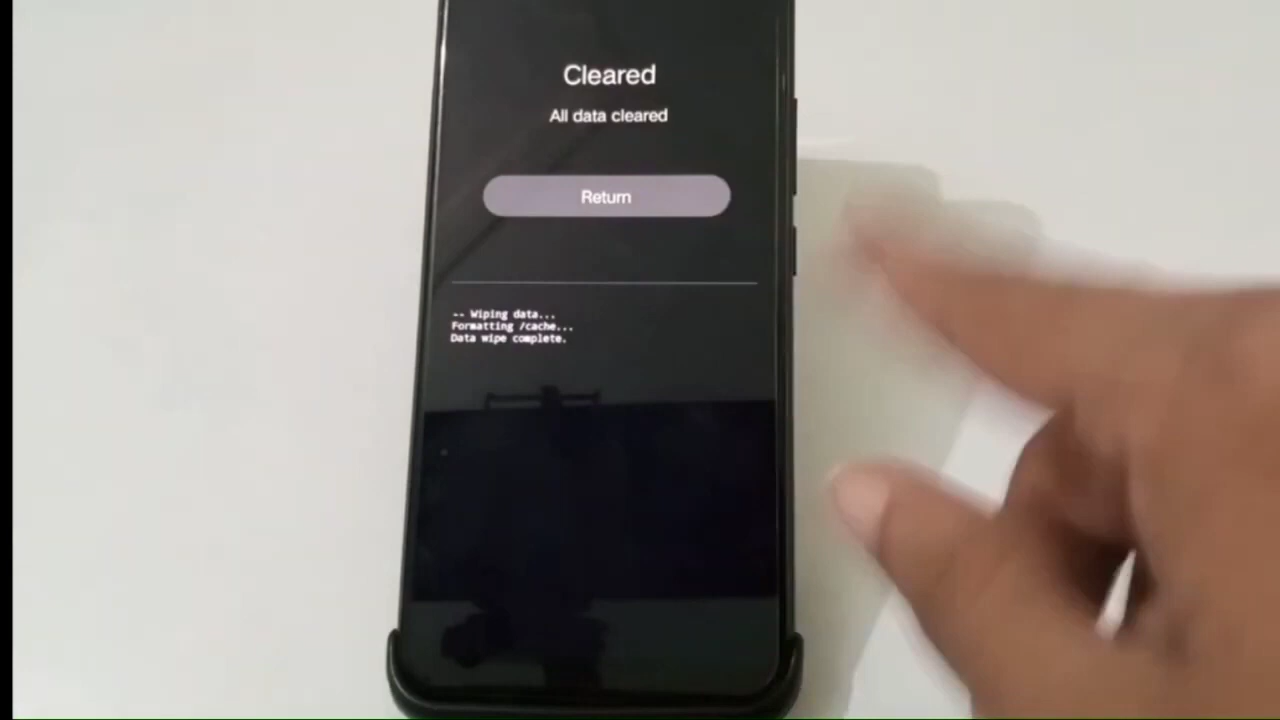 Cleared
All data cleared
Return
-- Wiping data...
Formatting /cache...
Data wipe complete.